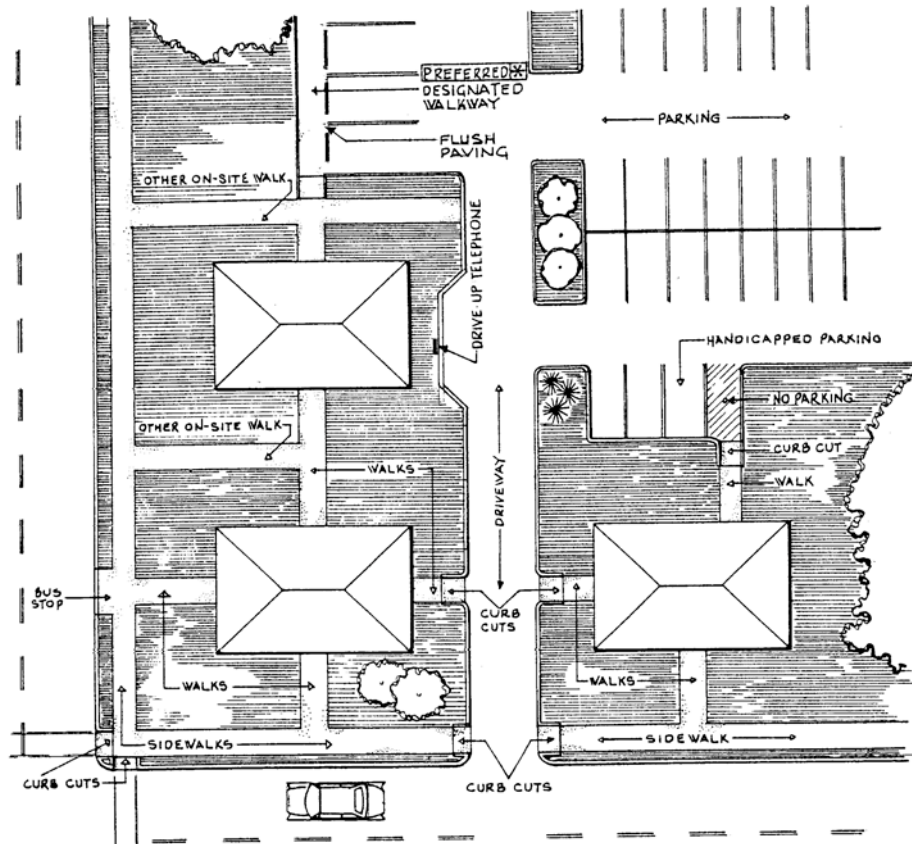 PREFERRED*
DESIGNATED
WALKWAY
PARKING
FLUSH
PAVING
OTHER ON-SITE WALK
DRIVE-UP TELEPHONE
HANDICAPPED PARKING
NO PARKING
OTHER ON-SITE WALK
CURB CUT
WALKS
WALK
DRIVEWAY
BUS
STOP
CURB
CUTS
WALKS
WALKS
SIDEWALKS
SIDEWALK
CURB CUTS
CURB CUTS